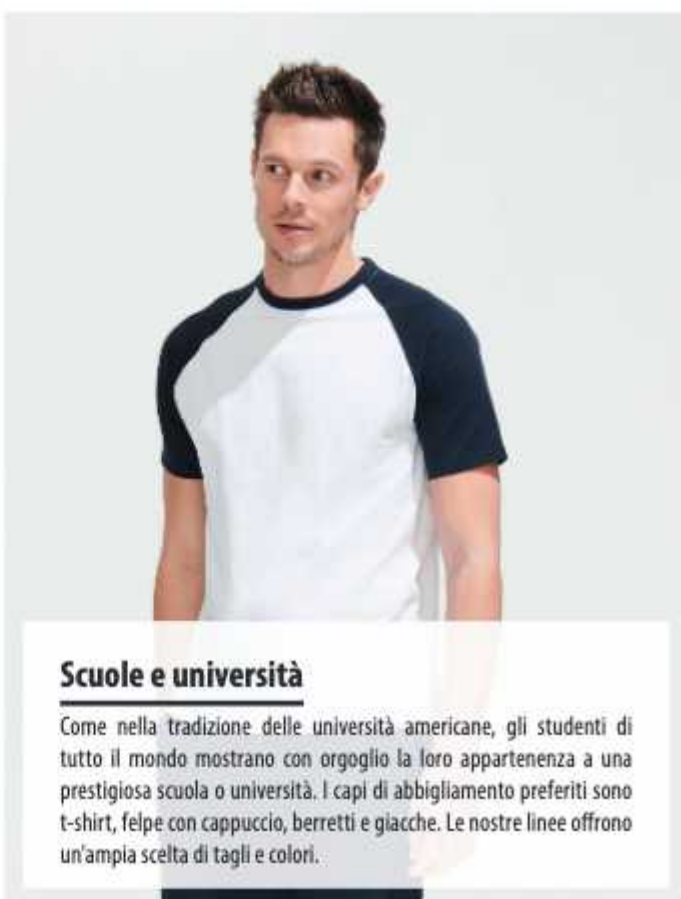 Scuole e università
Come nella tradizione delle università americane, gli studenti di
tutto il mondo mostrano con orgoglio la loro appartenenza a una
prestigiosa scuola o università. I capi di abbigliamento preferiti sono
t-shirt, felpe con cappuccio, berretti e giacche. Le nostre linee offrono
un'ampia scelta di tagli e colori.